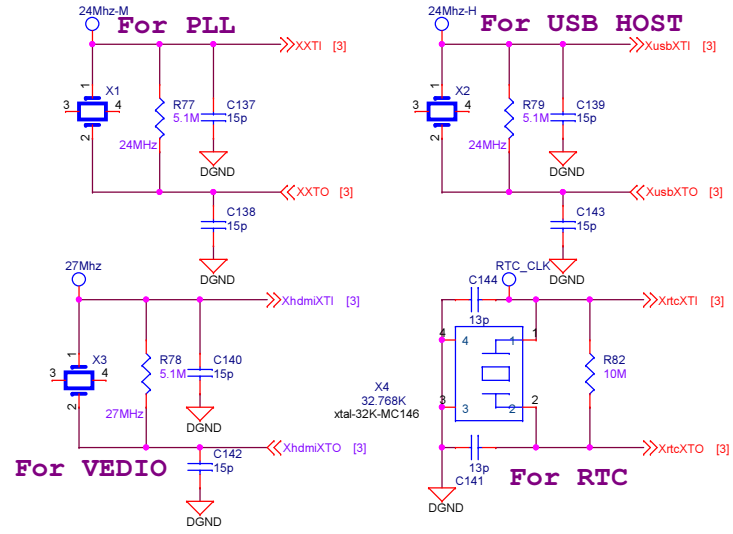 24Mhz-M
For PLL
XXTI [3]
1
X1
3
4
2
R77
5.1M
24MHz
C137
15p
DGND
XXTO [3]
C138
15p
DGND
24Mhz-H
For USB HOST
XusbXTI [3]
1
X2
3
4
2
R79
5.1M
24MHz
C139
15p
DGND
XusbXTO [3]
C143
15p
DGND
27Mhz
XhdmiXTI [3]
1
X3
3
4
2
R78
5.1M
27MHz
C140
15p
DGND
XhdmiXTO [3]
For VEDIO
C142
15p
DGND
RTC_CLK
C144
13p
XrtcXTI [3]
4
4
1
1
X4
32.768K
xtal-32K-MC146
3
3
2
2
R82
10M
XrtcXTO [3]
13p
C141
For RTC
DGND